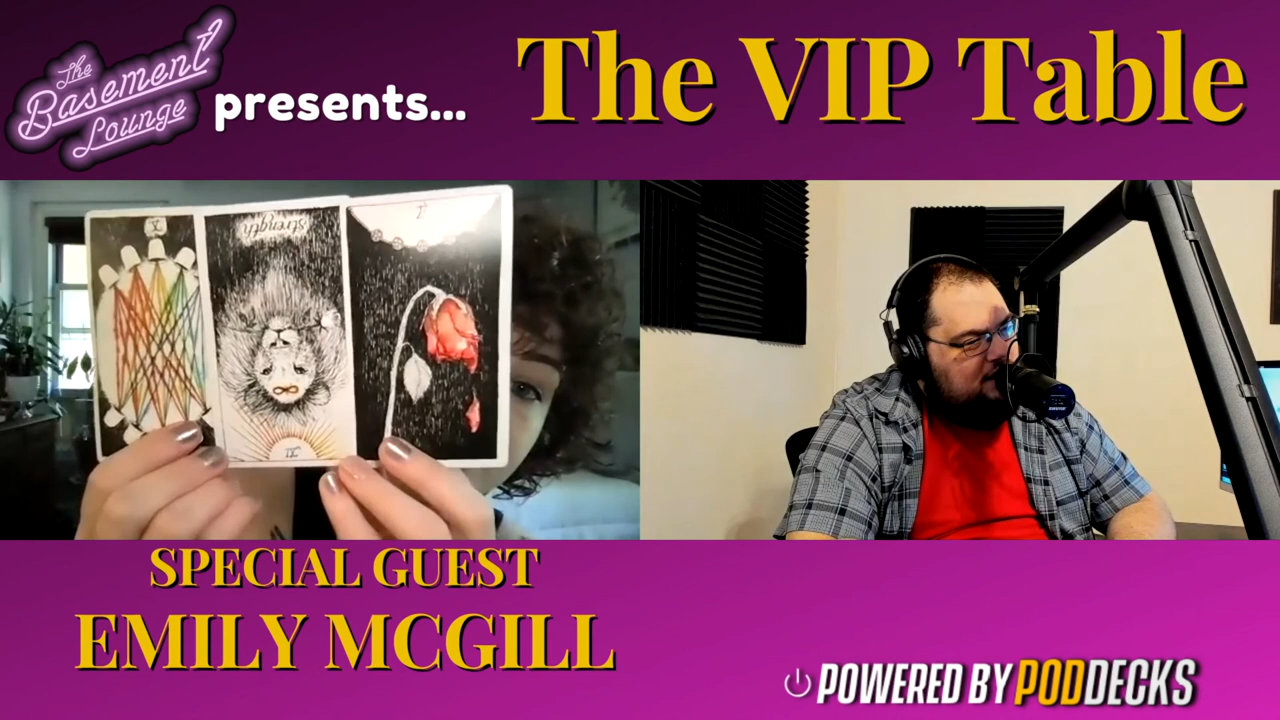 The
Basement
Lounge
presents...
The VIP Table
X
Strength
I
SPECIAL GUEST
EMILY MCGILL
POWERED BY PODDECKS